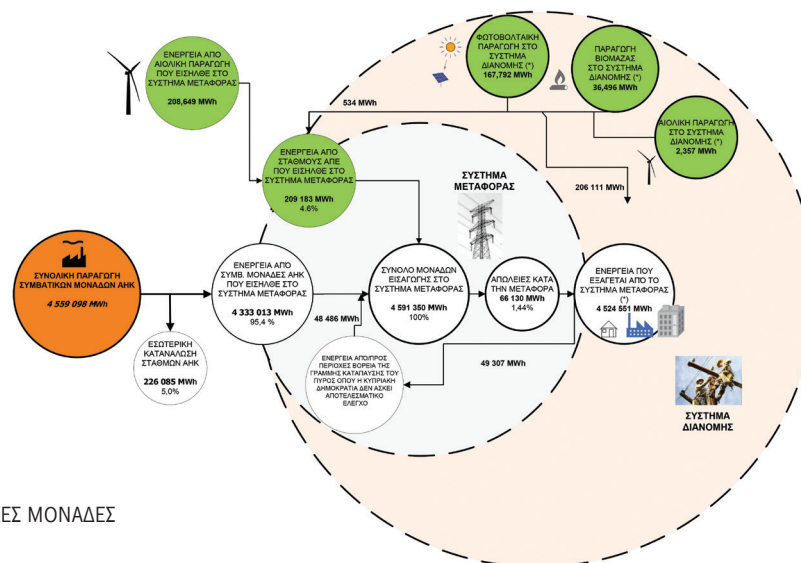 ΕΝΕΡΓΕΙΑ ΑΠΟ
ΑΙΟΛΙΚΗ ΠΑΡΑΓΩΓΗ
ΠΟΥ ΕΙΣΗΛΘΕ ΣΤΟ
ΣΥΣΤΗΜΑ ΜΕΤΑΦΟΡΑΣ
208,649 MWh
ΦΩΤΟΒΟΛΤΑΙΚΗ
ΠΑΡΑΓΩΓΗ ΣΤΟ
ΣΥΣΤΗΜΑ
ΔΙΑΝΟΜΗΣ (*)
167,792 MWh
ΠΑΡΑΓΩΓΗ
ΒΙΟΜΑΖΑΣ
ΣΤΟ ΣΥΣΤΗΜΑ
ΔΙΑΝΟΜΗΣ (*)
36,496 MWh
ΑΙΟΛΙΚΗ ΠΑΡΑΓΩΓΗ
ΣΤΟ ΣΥΣΤΗΜΑ
ΔΙΑΝΟΜΗΣ (*)
2,357 MWh
534 MWh
206 111 MWh
ΕΝΕΡΓΕΙΑ ΑΠΟ
ΣΤΑΘΜΟΥΣ ΑΠΕ
ΠΟΥ ΕΙΣΗΛΘΕ ΣΤΟ
ΣΥΣΤΗΜΑ ΜΕΤΑΦΟΡΑΣ
209 183 MWh
4.6%
ΣΥΣΤΗΜΑ
ΜΕΤΑΦΟΡΑΣ
ΣΥΝΟΛΙΚΗ ΠΑΡΑΓΩΓΗ
ΣΥΜΒΑΤΙΚΩΝ ΜΟΝΑΔΩΝ ΑΗΚ
4 559 098 MWh
ΕΝΕΡΓΕΙΑ ΑΠΌ
ΣΥΜΒ. ΜΟΝΑΔΕΣ ΑΗΚ
ΠΟΥ ΕΙΣΗΛΘΕ ΣΤΟ
ΣΥΣΤΗΜΑ ΜΕΤΑΦΟΡΑΣ
4 333 013 MWh
95,4 %
48 486 MWh
ΣΥΝΟΛΟ ΜΟΝΑΔΩΝ
ΕΙΣΑΓΩΓΗΣ ΣΤΟ
ΣΥΣΤΗΜΑ ΜΕΤΑΦΟΡΑΣ
4 591 350 MWh
100%
ΑΠΩΛΕΙΕΣ ΚΑΤΑ
ΤΗΝ ΜΕΤΑΦΟΡΑ
66 130 MWh
1,44%
ΕΝΕΡΓΕΙΑ ΠΟΥ
ΕΞΑΓΕΤΑΙ ΑΠΟ ΤΟ
ΣΥΣΤΗΜΑ ΜΕΤΑΦΟΡΑΣ
(*)
4 524 551 MWh
ΕΣΩΤΕΡΙΚΗ
ΚΑΤΑΝΑΛΩΣΗ
ΣΤΑΘΜΩΝ ΑΗΚ
226 085 MWh
5,0%
ΕΝΕΡΓΕΙΑ ΑΠΟ/ΠΡΟΣ
ΠΕΡΙΟΧΕΣ ΒΟΡΕΙΑ ΤΗΣ
ΓΡΑΜΜΗΣ ΚΑΤΑΠΑΥΣΗΣ ΤΟΥ
ΠΥΡΟΣ ΟΠΟΥ Η ΚΥΠΡΙΑΚΗ
ΔΗΜΟΚΡΑΤΙΑ ΔΕΝ ΑΣΚΕΙ
ΑΠΟΤΕΛΕΣΜΑΤΙΚΟ
ΕΛΕΓΧΟ
49 307 MWh
ΣΥΣΤΗΜΑ
ΔΙΑΝΟΜΗΣ
ΕΣ ΜΟΝΑΔΕΣ